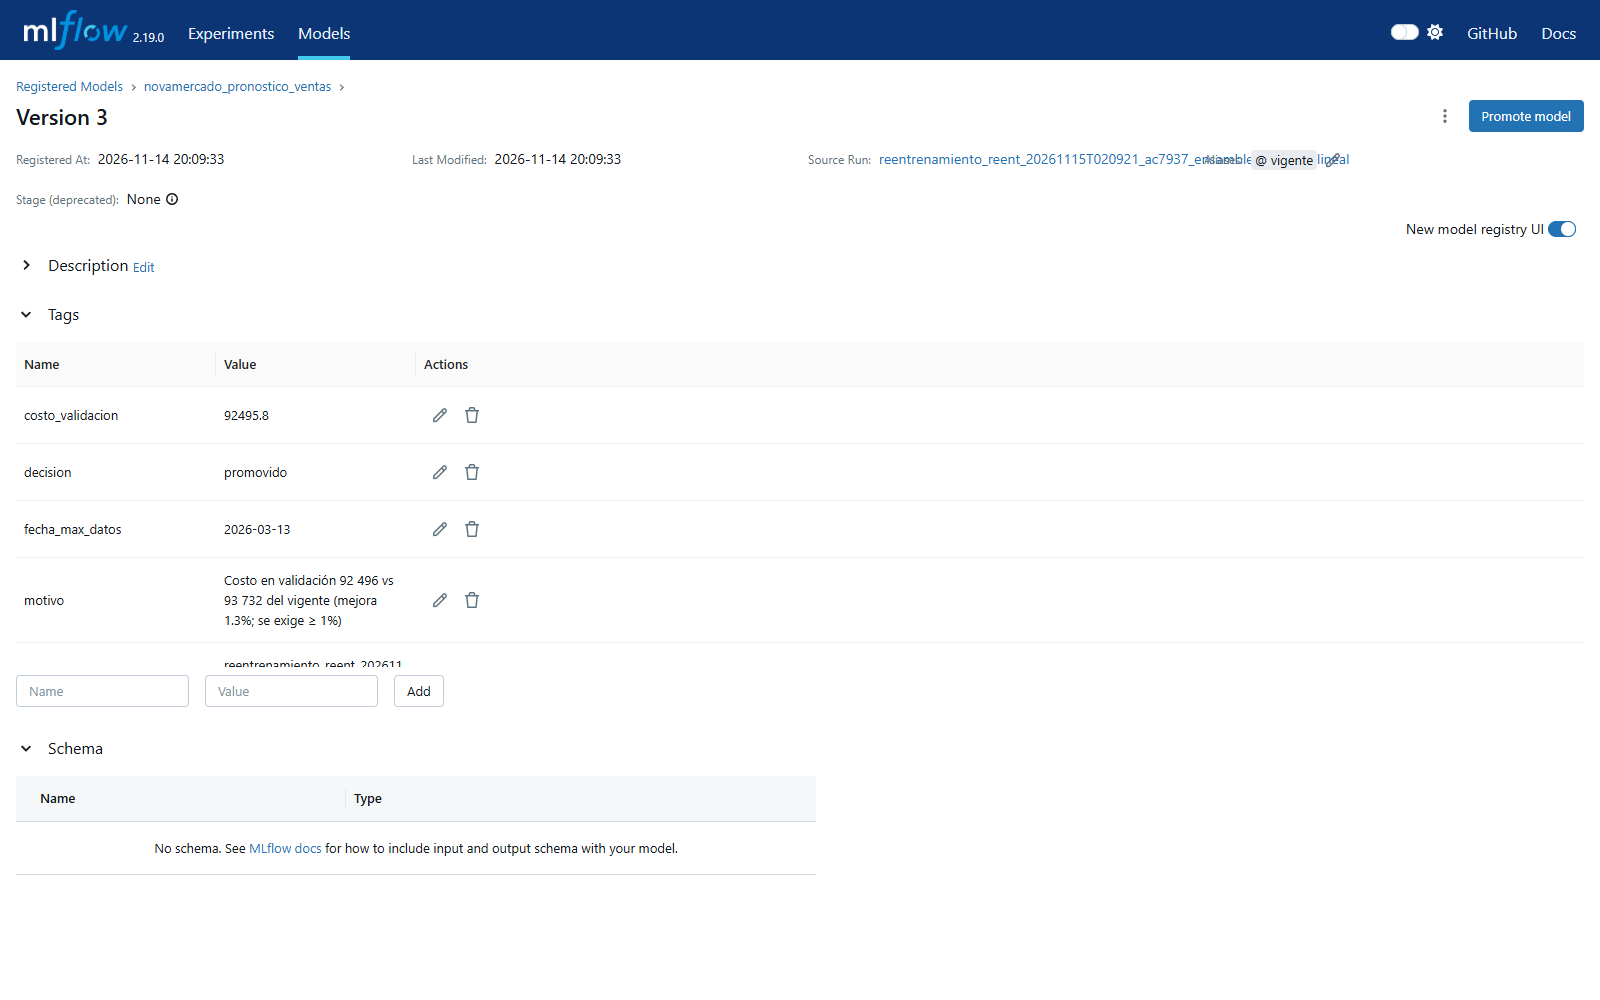 mlflow 2.19.0 Experiments Models GitHub Docs
Registered Models › novamercado_pronostico_ventas ›
Version 3
Promote model
Registered At: 2026-11-14 20:09:33
Last Modified: 2026-11-14 20:09:33
Source Run: reentrenamiento_reent_20261115T020921_ac7937_ensamble
@ vigente
lineal
Stage (deprecated): None
New model registry UI
Description Edit
Tags
Name Value Actions
costo_validacion 92495.8
decision promovido
fecha_max_datos 2026-03-13
motivo
Costo en validación 92 496 vs
93 732 del vigente (mejora
1.3%; se exige ≥ 1%)
reentrenamiento_reent_202611
Name Value Add
Schema
Name Type
No schema. See MLflow docs for how to include input and output schema with your model.